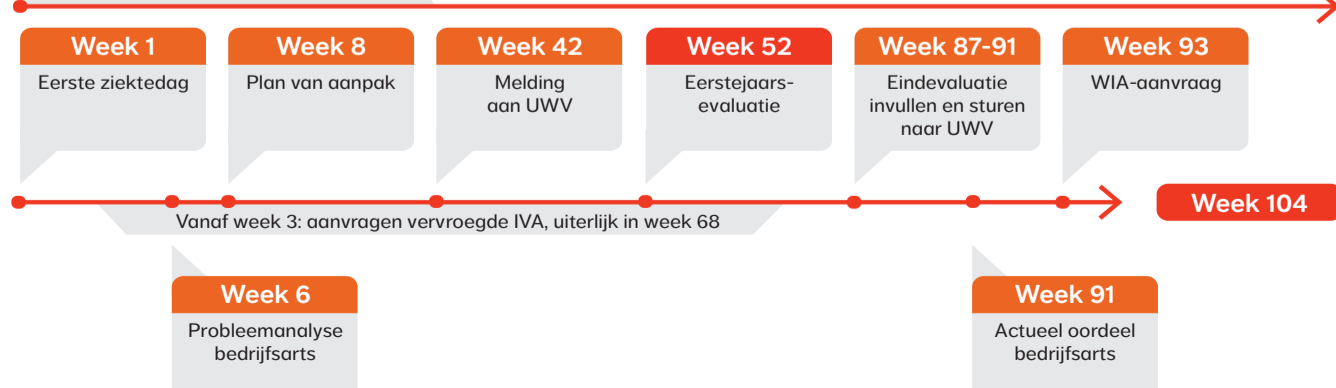 Week 1
Eerste ziektedag
Week 8
Plan van aanpak
Week 42
Melding
aan UWV
Week 52
Eerstejaars-
evaluatie
Week 87-91
Eindevaluatie
invullen en sturen
naar UWV
Week 93
WIA-aanvraag
Week 104
Vanaf week 3: aanvragen vervroegde IVA, uiterlijk in week 68
Week 6
Probleemanalyse
bedrijfsarts
Week 91
Actueel oordeel
bedrijfsarts